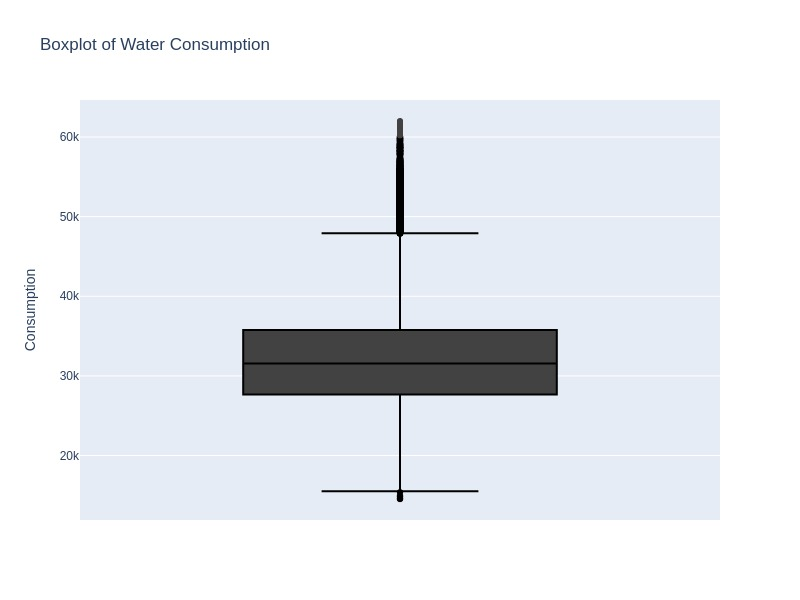 Boxplot of Water Consumption
60k
50k
40k
30k
20k
Consumption